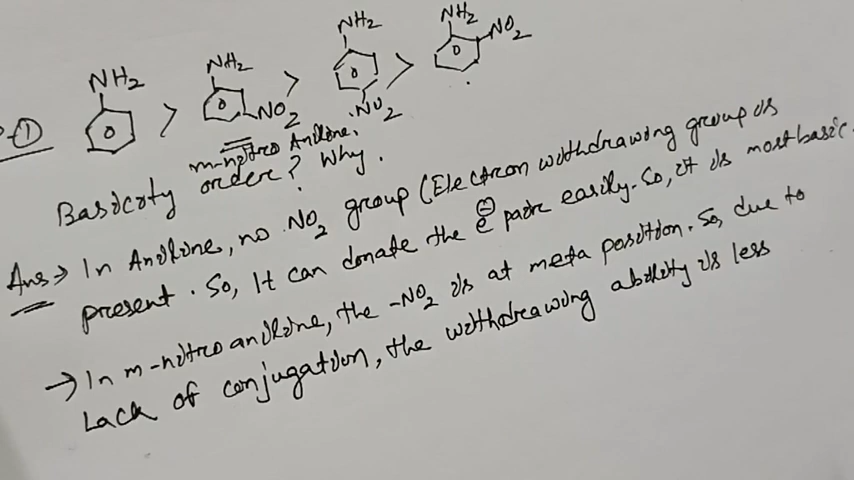 NH2 NH2 NH2 NH2
NO2 NO2 NO2
①  > > >
m-nitro Aniline.
Basicity order? Why.
Ans → In Aniline, no NO2 group (Electron withdrawing group is
present. So, It can donate the e⊖ pair easily. So, it is most basic.
→ In m-nitroaniline, the -NO2 is at meta position. So, due to
Lack of conjugation, the withdrawing ability is less